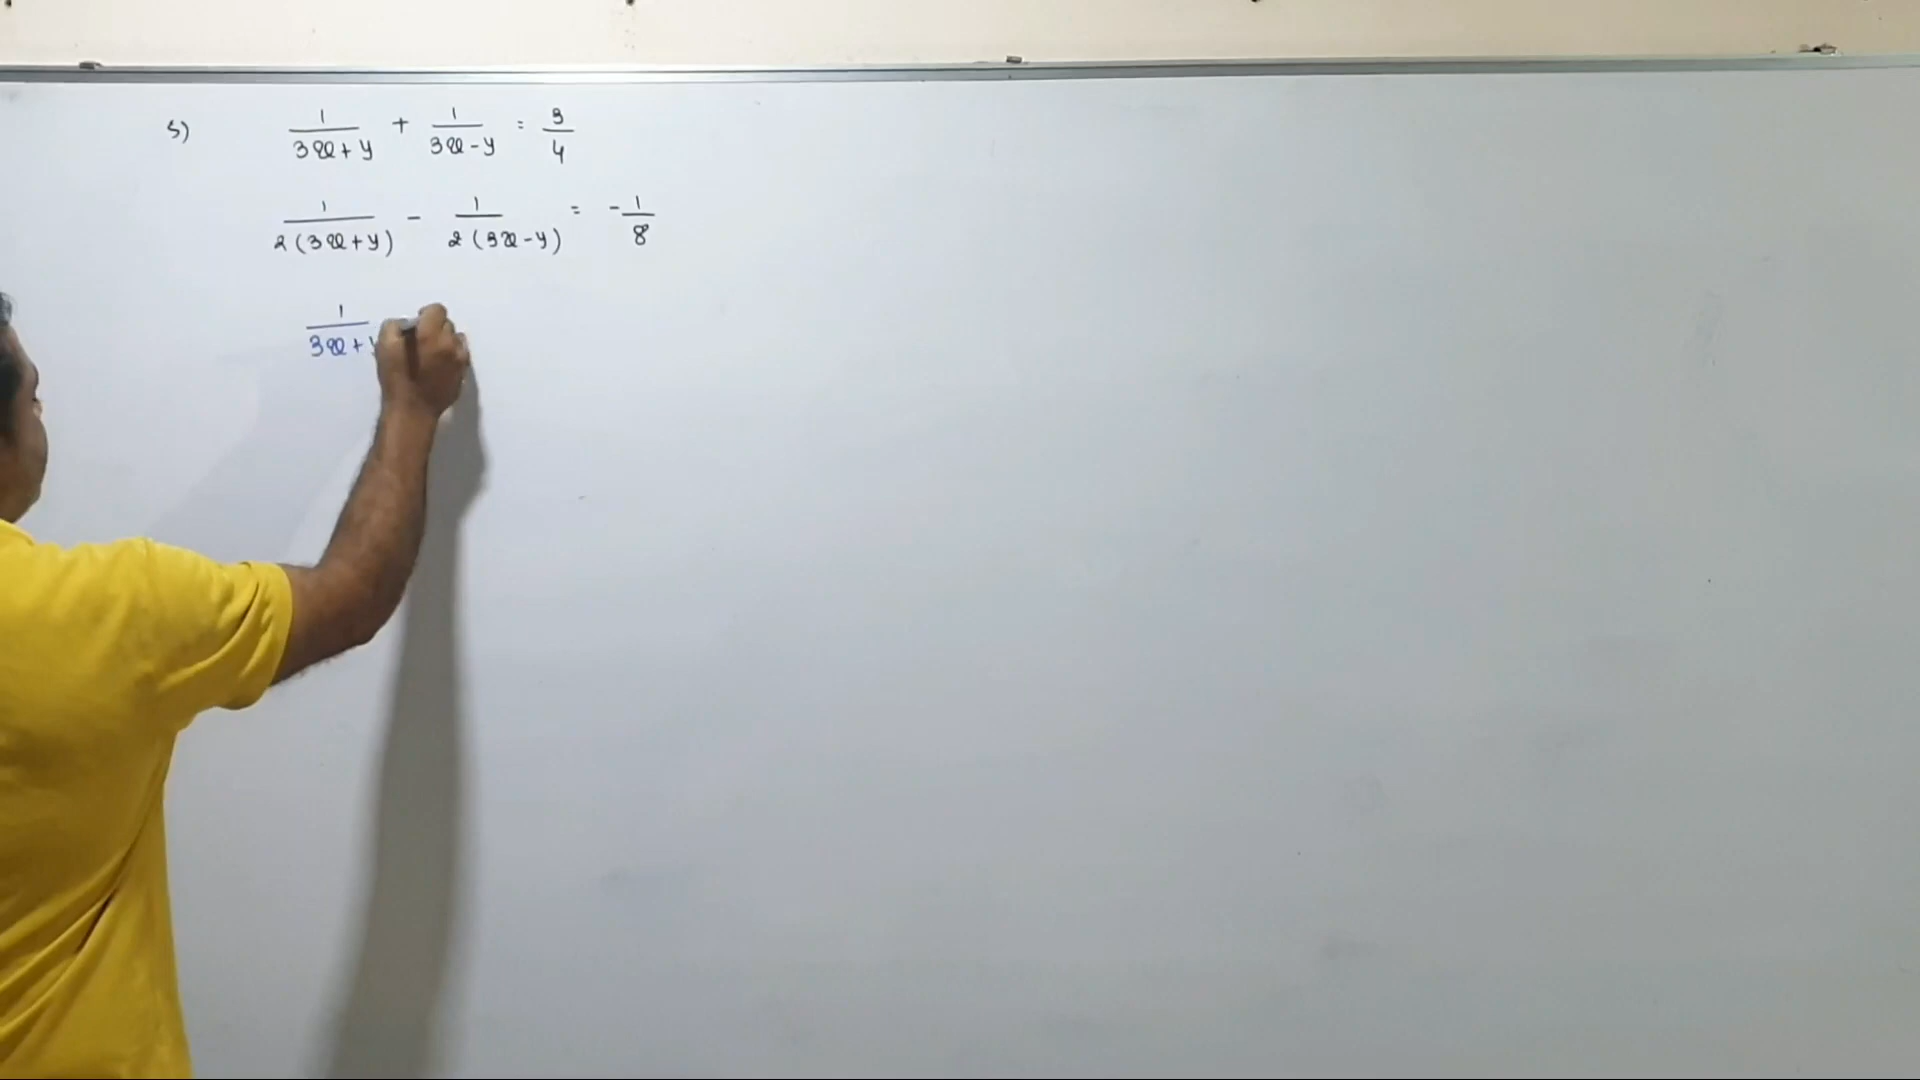 5) 1/(3x+y) + 1/(3x-y) = 3/4
1/(2(3x+y)) - 1/(2(3x-y)) = -1/8
1/(3x+y